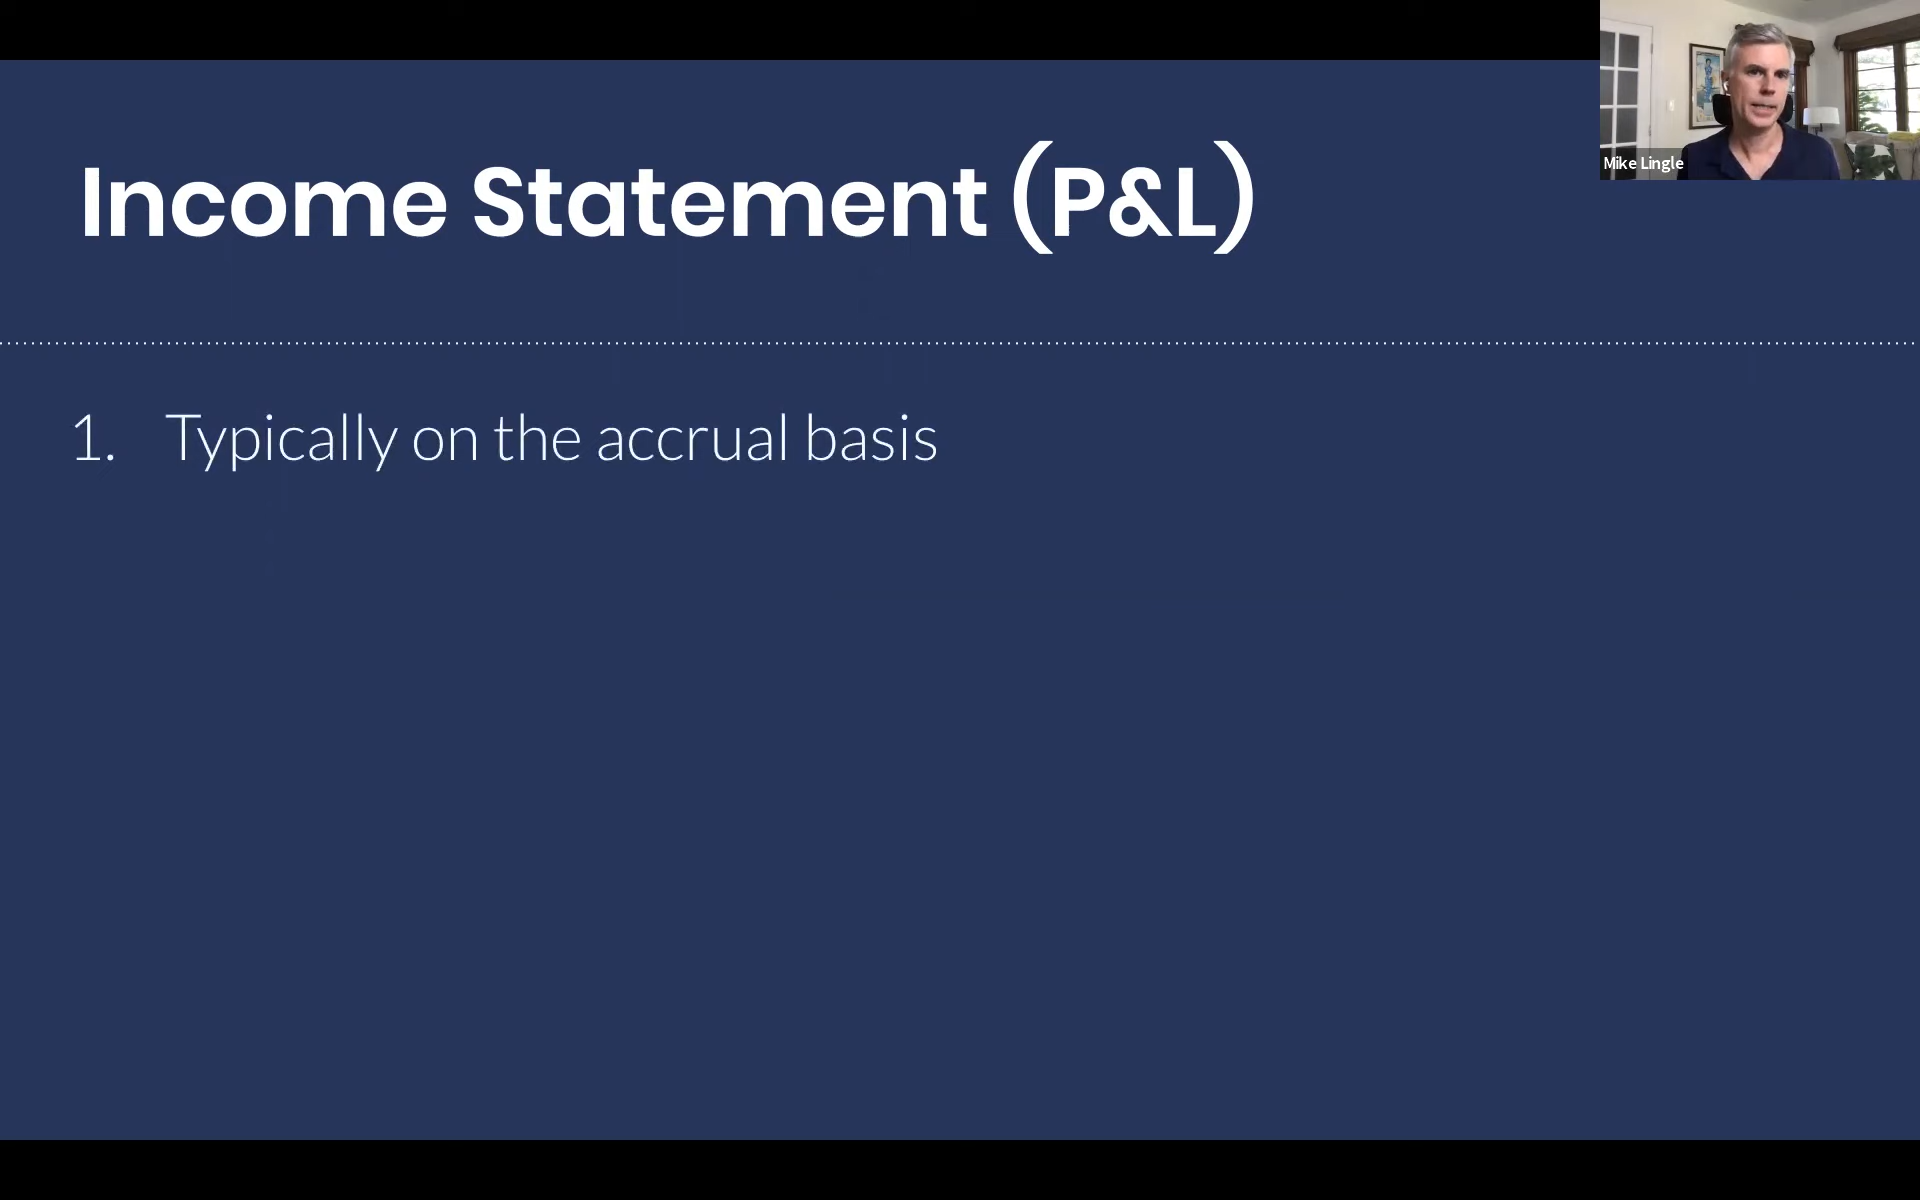 Income Statement (P&L)
1. Typically on the accrual basis
Mike Lingle